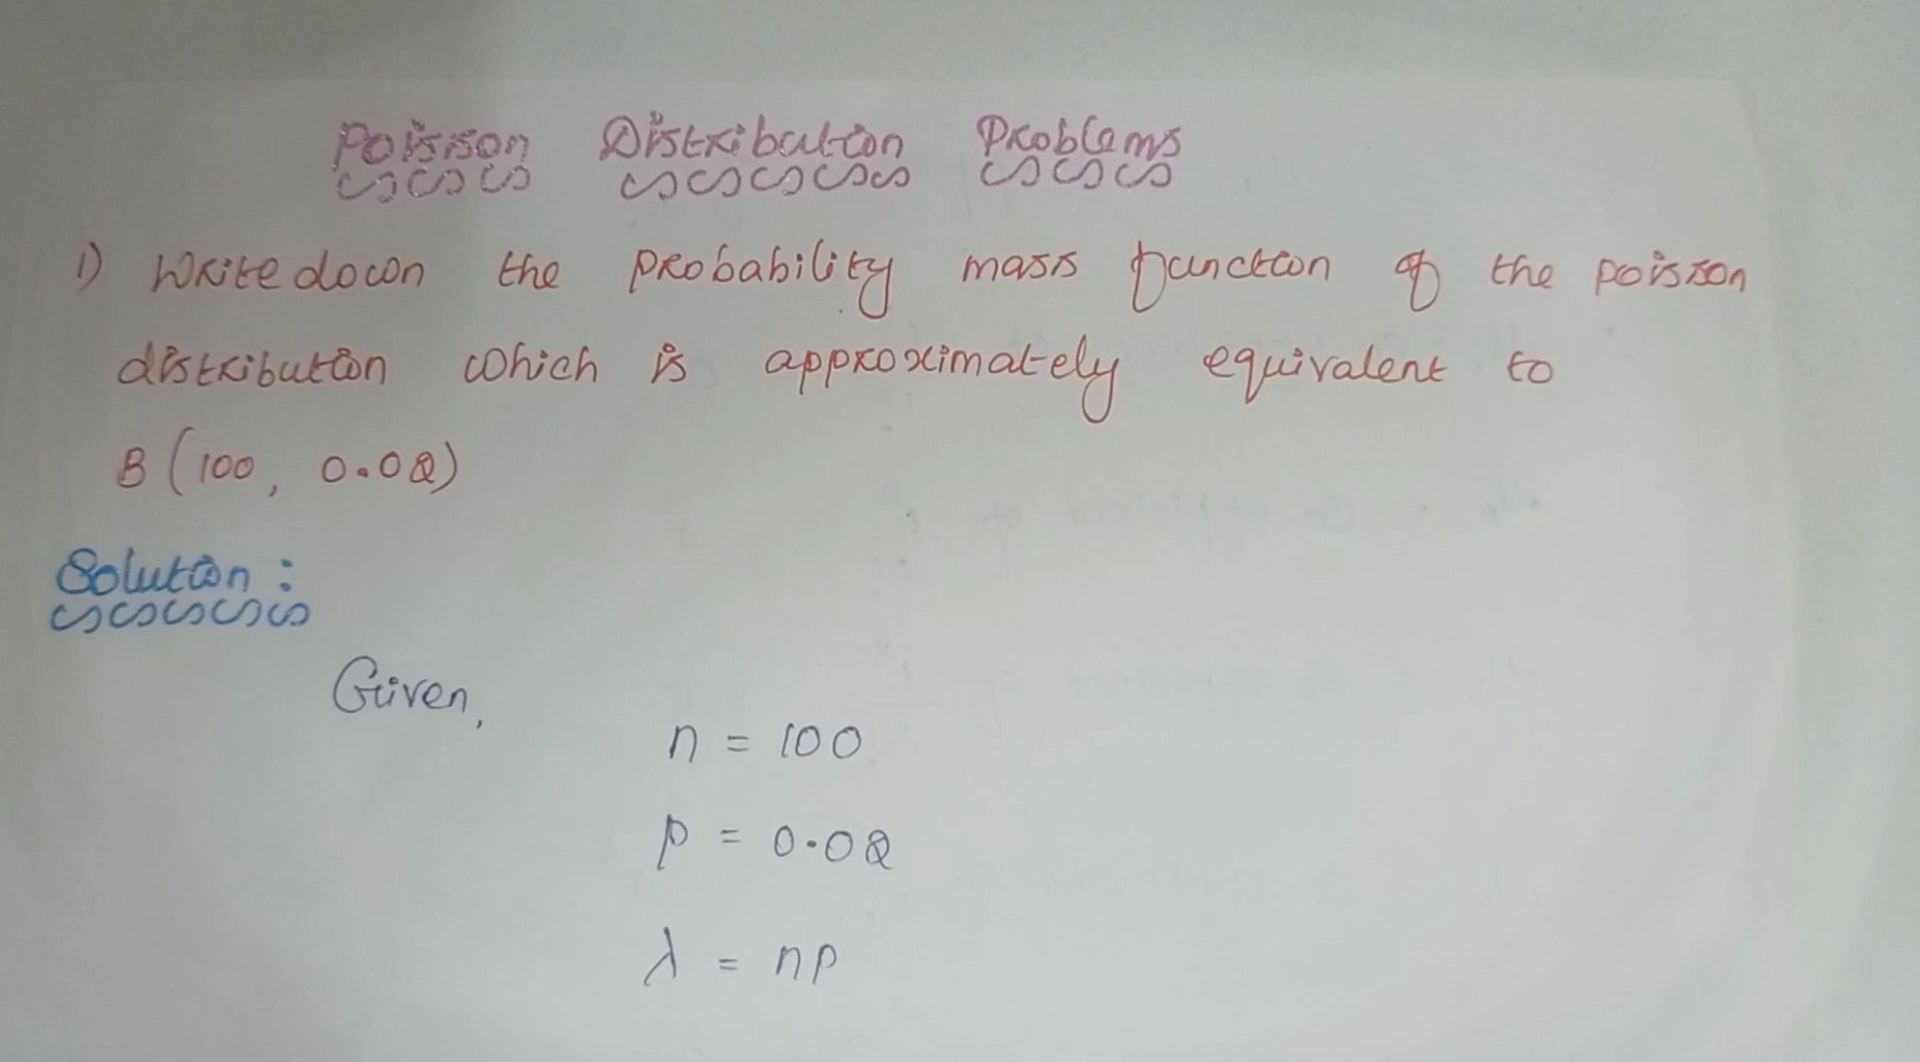 Poisson Distribution Problems
1) Write down the probability mass function of the poisson
distribution which is approximately equivalent to
B (100, 0.02)
Solution:
Given,
n = 100
p = 0.02
λ = np